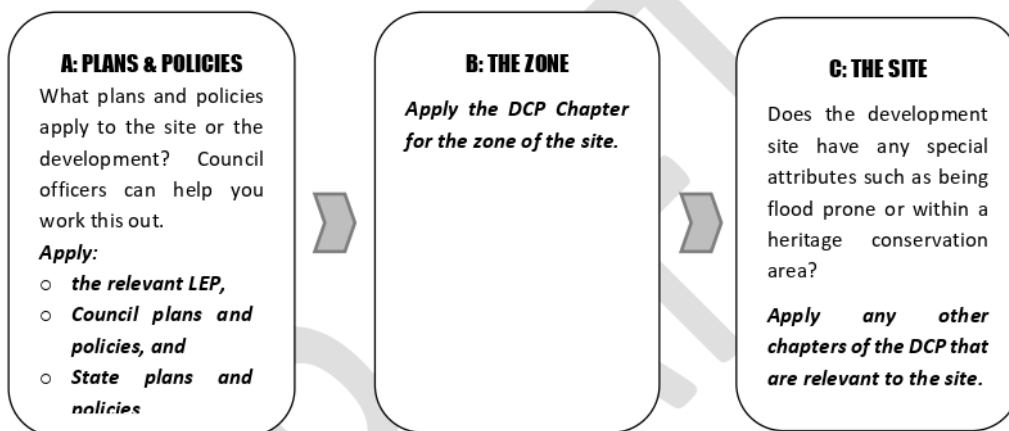 A: PLANS & POLICIES
What plans and policies
apply to the site or the
development? Council
officers can help you
work this out.
Apply:
○ the relevant LEP,
○ Council plans and
policies, and
○ State plans and
policies
B: THE ZONE
Apply the DCP Chapter
for the zone of the site.
C: THE SITE
Does the development
site have any special
attributes such as being
flood prone or within a
heritage conservation
area?
Apply any other
chapters of the DCP that
are relevant to the site.